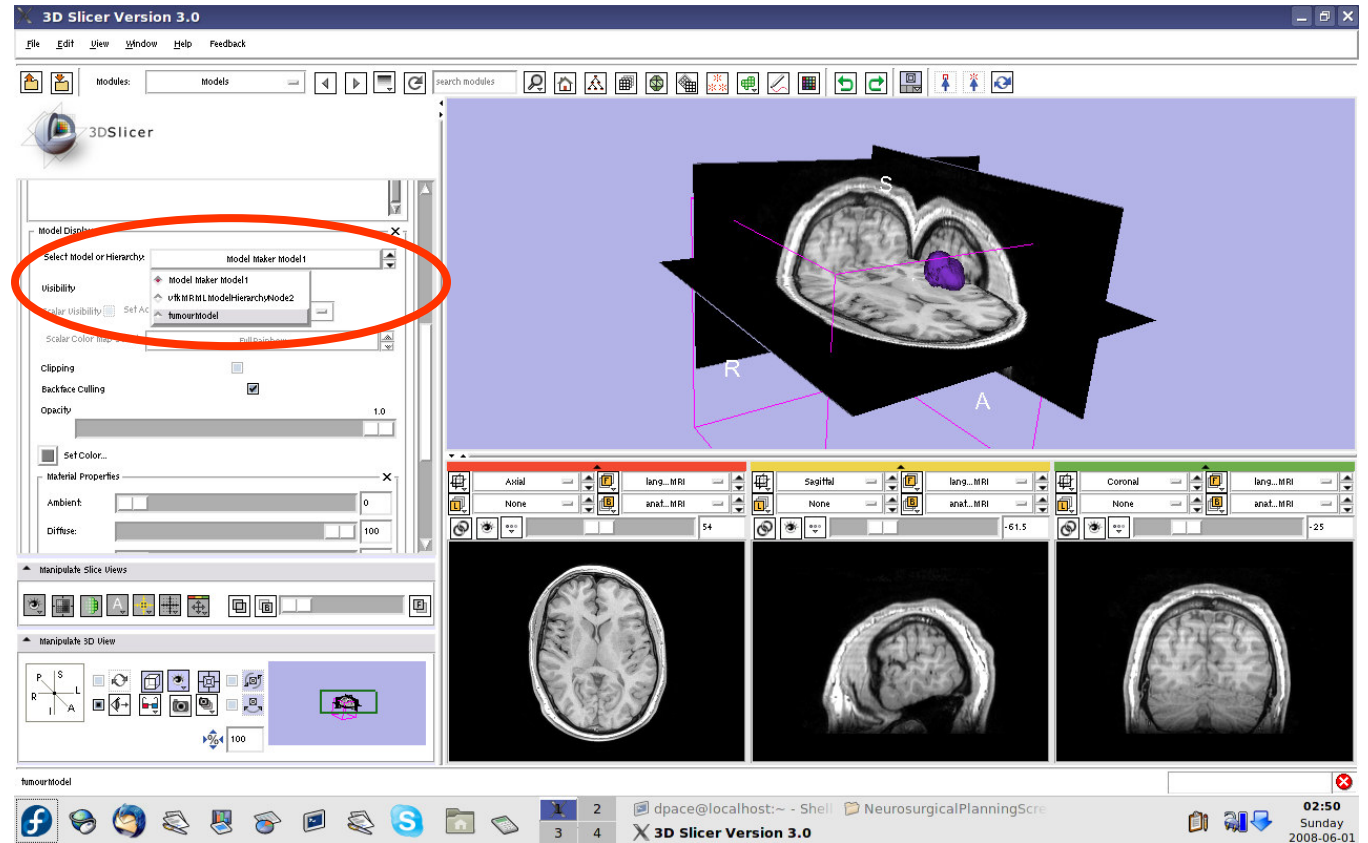 3D Slicer Version 3.0
File Edit View Window Help Feedback
Modules: Models search modules
3DSlicer
S
R
A
Model Displ
Select Model or Hierarchy: Model Maker Model1
Model Maker Model1
Visibility
vtkMRMLModelHierarchyNode2
Scalar Visibility Set Ac
tumourModel
Scalar Color Map
Clipping
Backface Culling
Opacity 1.0
Set Color...
Material Properties
Ambient: 0
Diffuse: 100
Axial lang...MRI Sagittal lang...MRI Coronal lang...MRI
None anat...MRI None anat...MRI None anat...MRI
54 -61.5 -25
Manipulate Slice Views
Manipulate 3D View
P S
R L
I A
% 100
tumourModel
1 2 dpace@localhost:~ - Shell NeurosurgicalPlanningScre
3 4 3D Slicer Version 3.0
02:50
Sunday
2008-06-01